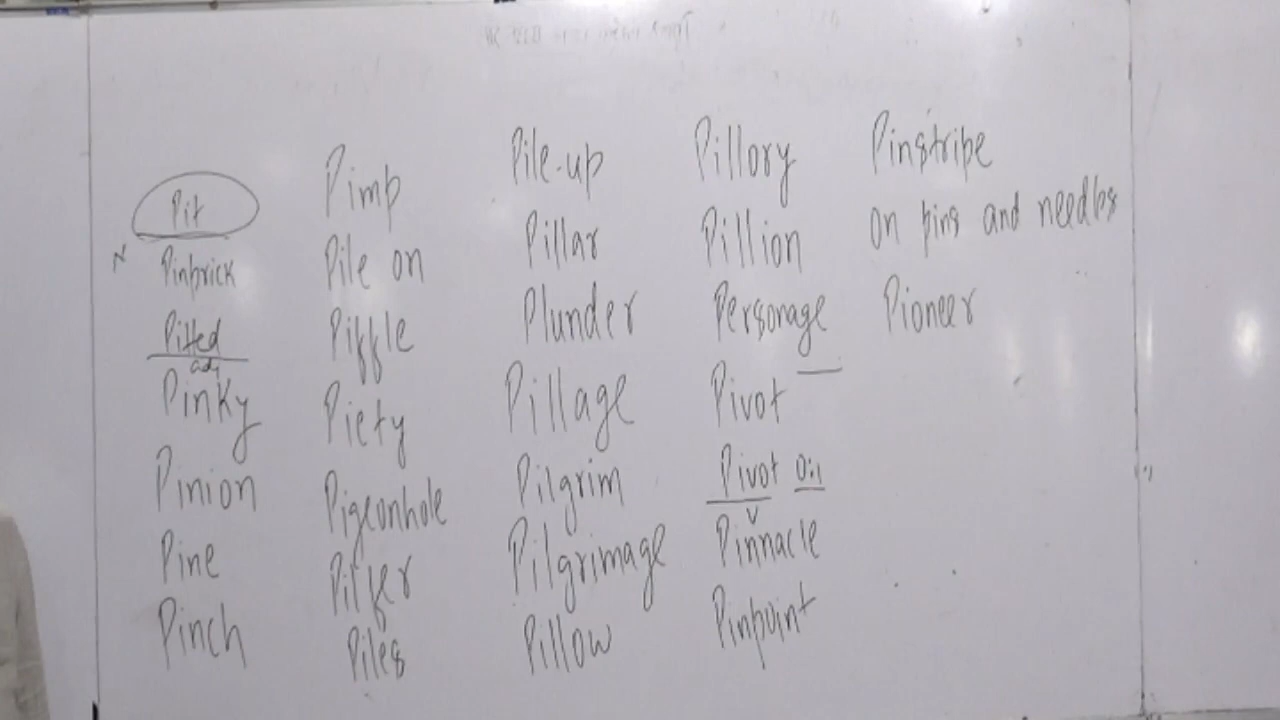 Pit
N
Pinprick
Pitted
adj
Pinky
Pinion
Pine
Pinch
Pimp
Pile on
Piffle
Piety
Pigeonhole
Pilfer
Piles
Pile-up
Pillar
Plunder
Pillage
Pilgrim
Pilgrimage
Pillow
Pillory
Pillion
Personage
Pivot
Pivot on
V
Pinnacle
Pinpoint
Pinstripe
on pins and needles
Pioneer